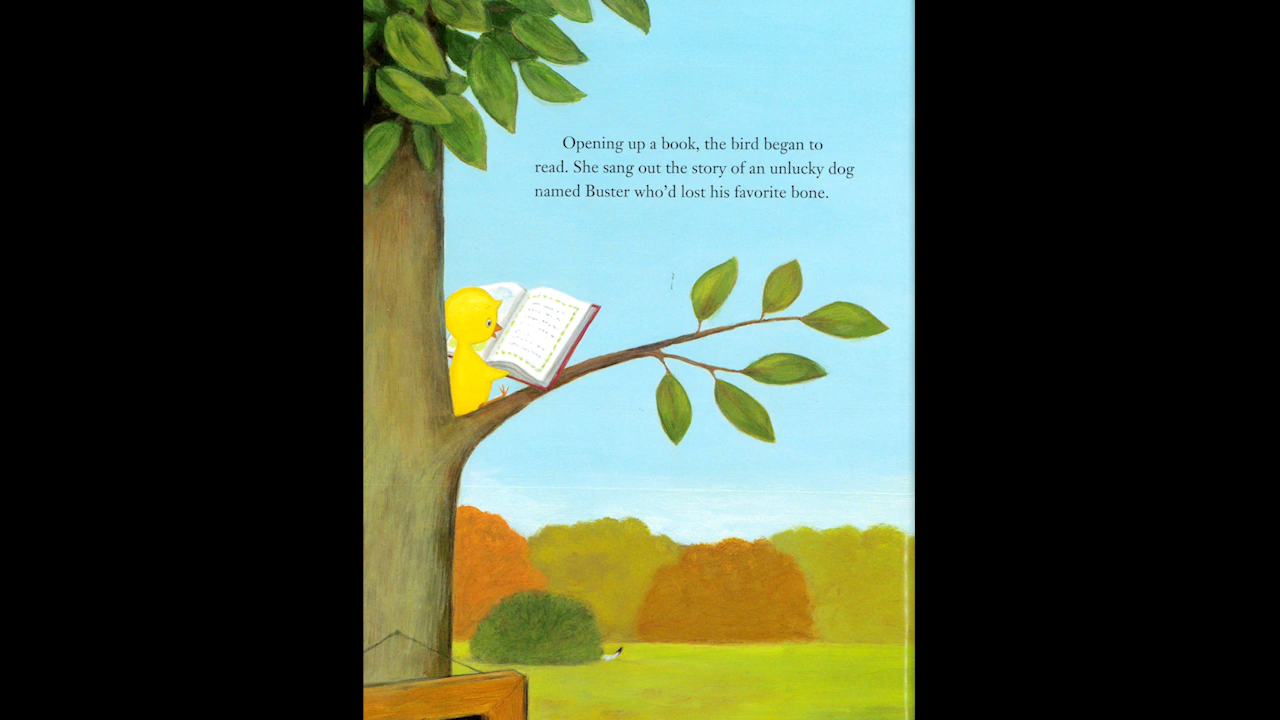 Opening up a book, the bird began to
read. She sang out the story of an unlucky dog
named Buster who'd lost his favorite bone.